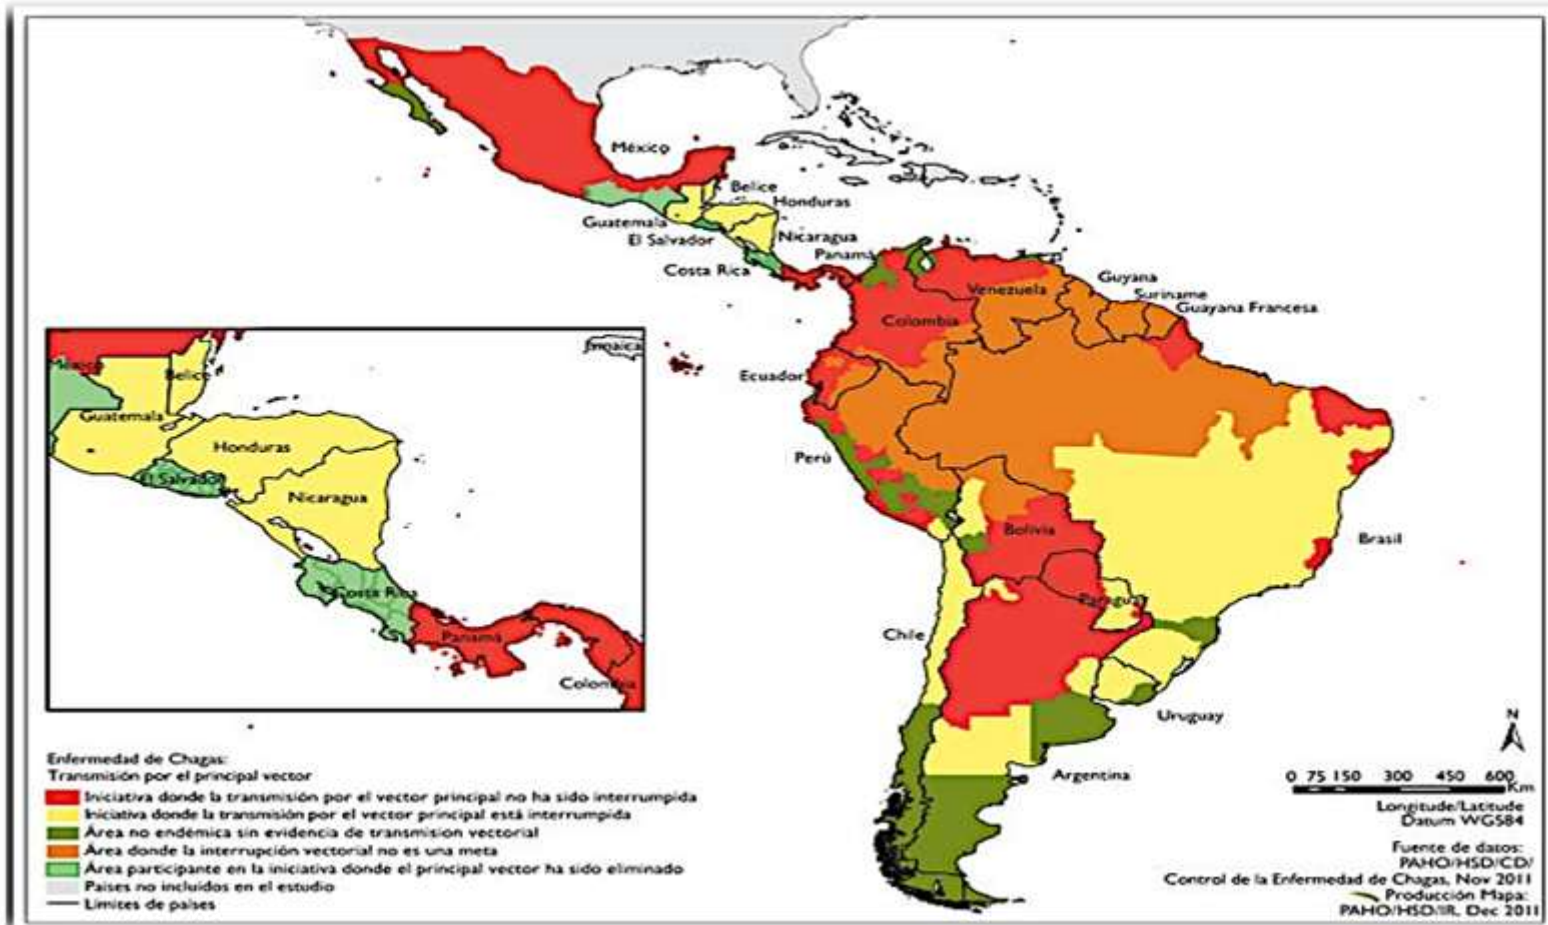 México
Belice
Honduras
Guatemala
El Salvador
Nicaragua
Costa Rica
Panamá
Guyana
Suriname
Guayana Francesa
Venezuela
Colombia
Ecuador
Perú
Bolivia
Brasil
Paraguay
Chile
Uruguay
Argentina
Jamaica
México
Belice
Guatemala
Honduras
El Salvador
Nicaragua
Costa Rica
Panamá
Colombia
Enfermedad de Chagas:
Transmisión por el principal vector
Iniciativa donde la transmisión por el vector principal no ha sido interrumpida
Iniciativa donde la transmisión por el vector principal está interrumpida
Área no endémica sin evidencia de transmision vectorial
Área donde la interrupción vectorial no es una meta
Área participante en la iniciativa donde el principal vector ha sido eliminado
Países no incluidos en el estudio
Límites de países
N
0 75 150 300 450 600
Km
Longitude/Latitude
Datum WGS84
Fuente de datos:
PAHO/HSD/CD/
Control de la Enfermedad de Chagas, Nov 2011
Producción Mapa:
PAHO/HSD/IR, Dec 2011